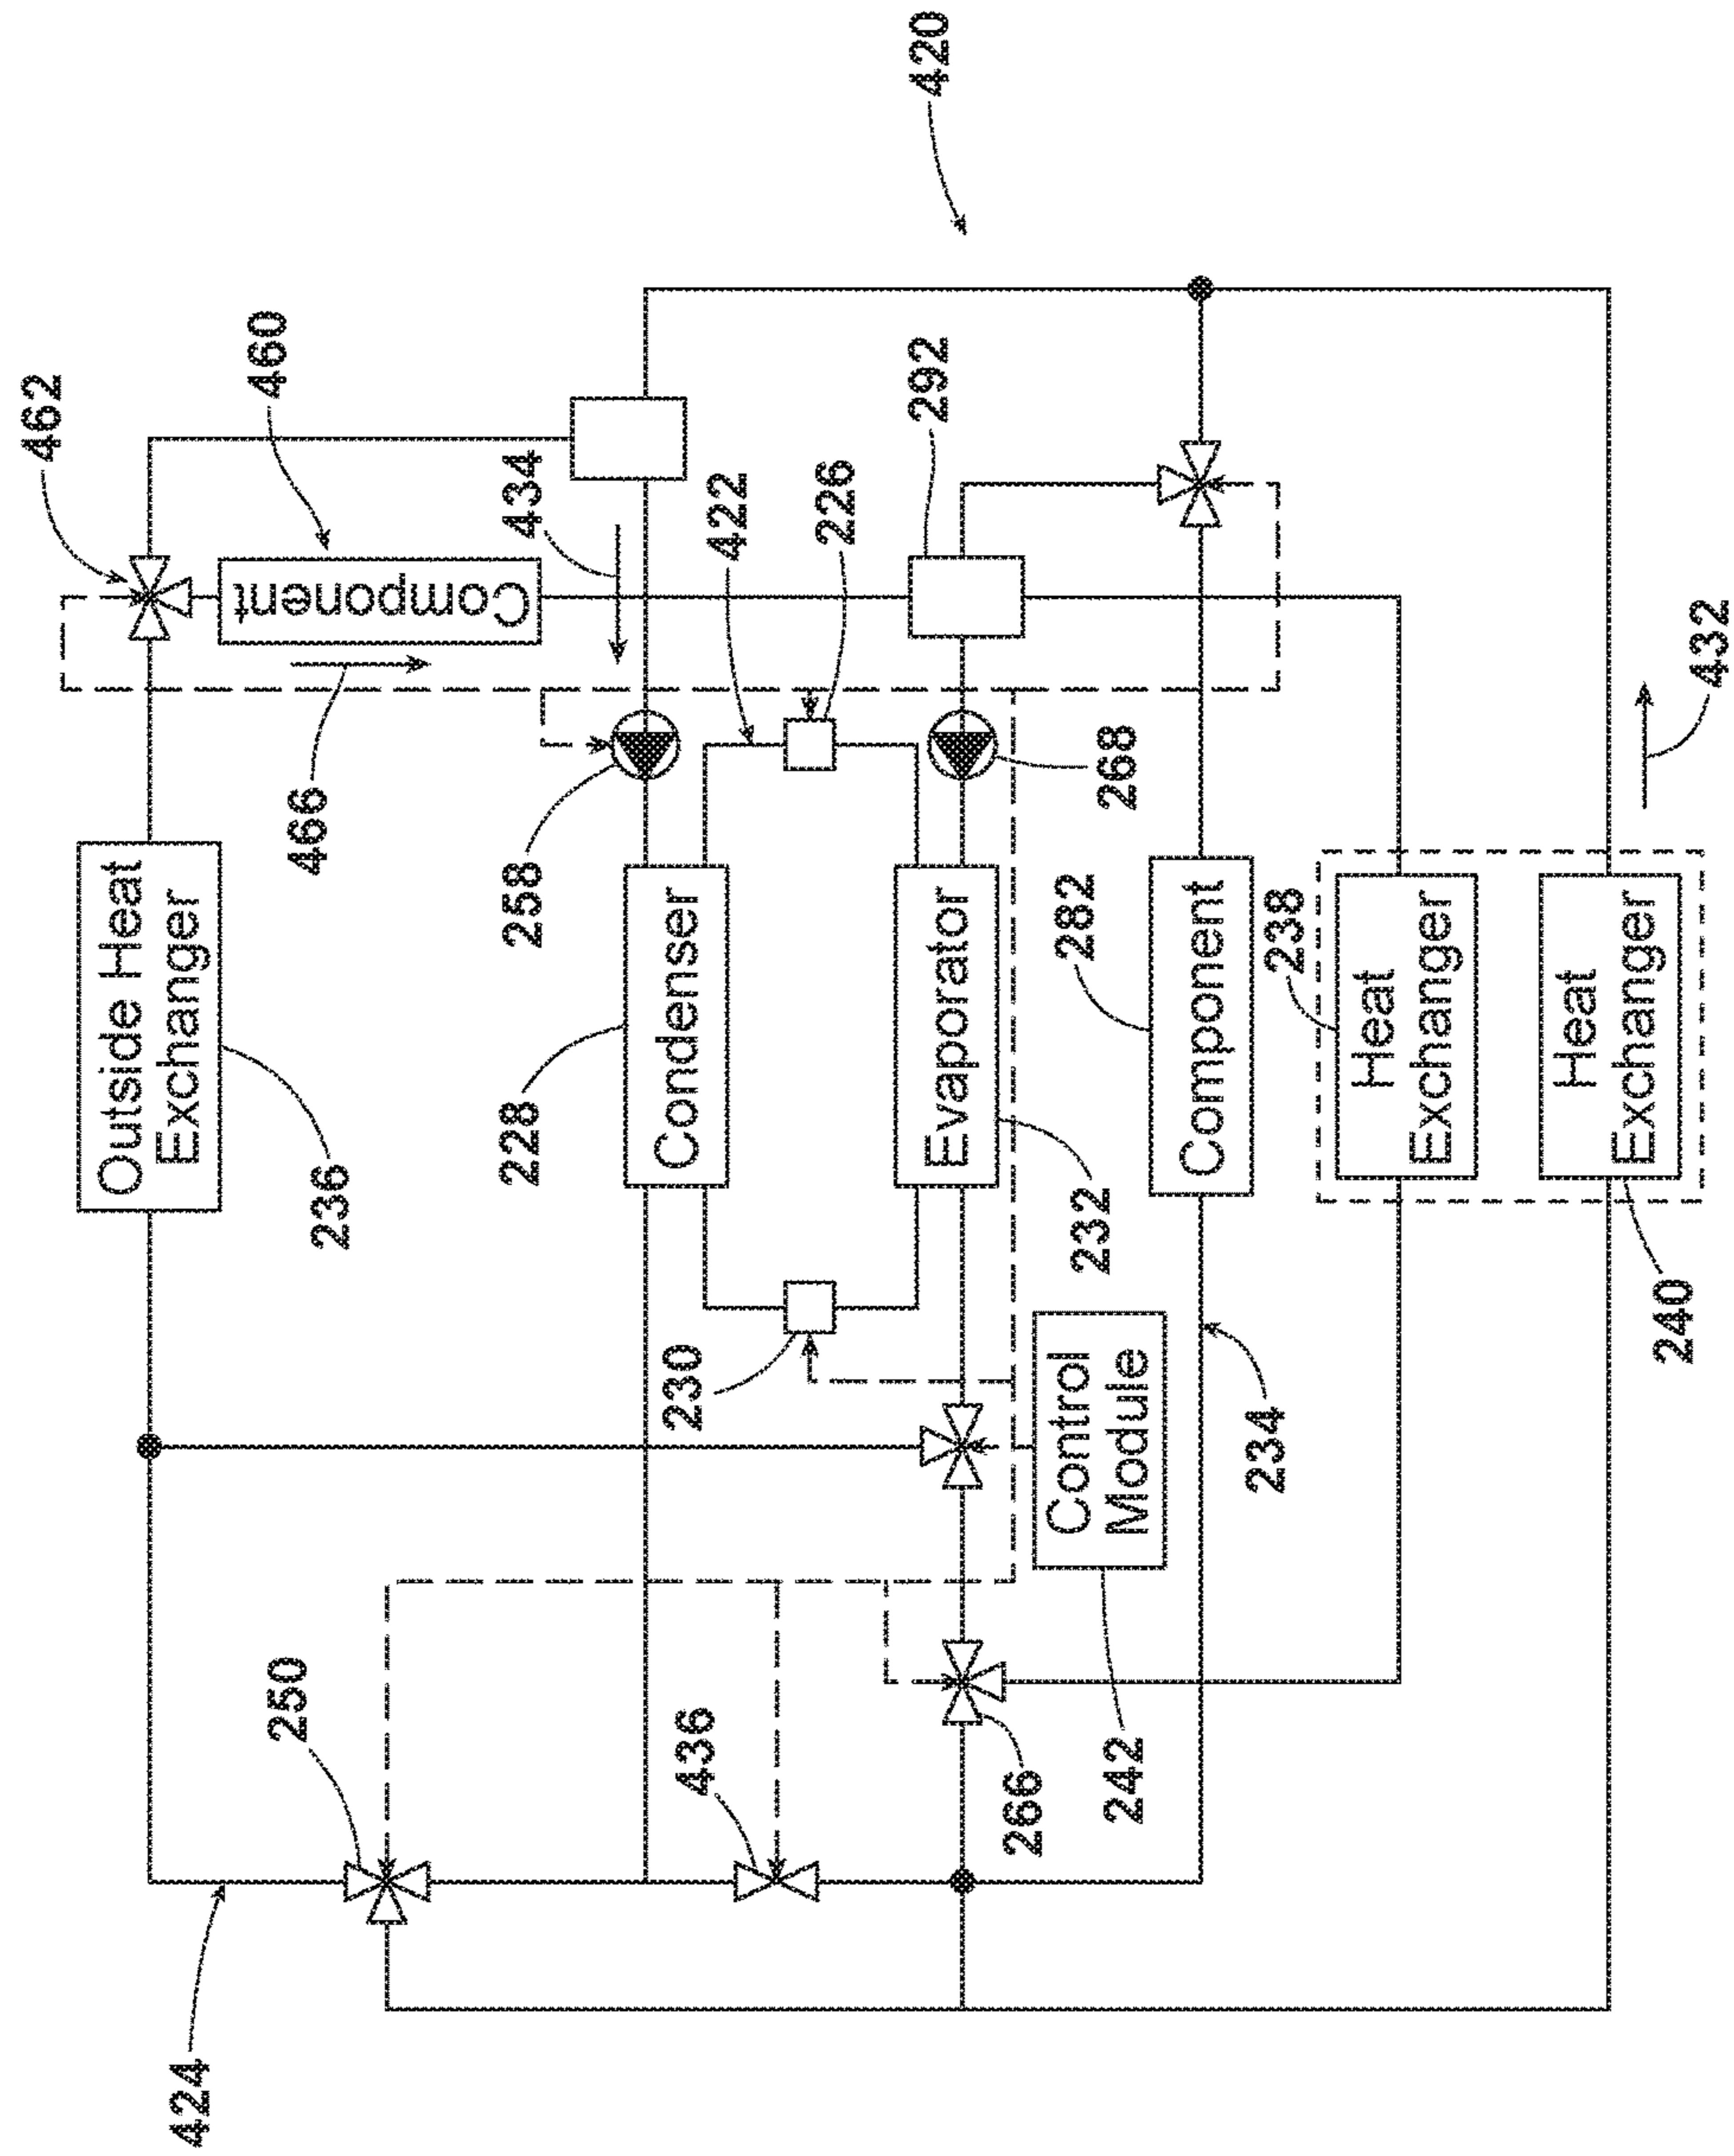 420
462
460
434
422
226
292
432
Component
466
258
268
Outside Heat
Exchanger
236
228
Condenser
Evaporator
232
282
Component
238
Heat
Exchanger
Heat
Exchanger
240
230
Control
Module
234
250
436
266
242
424